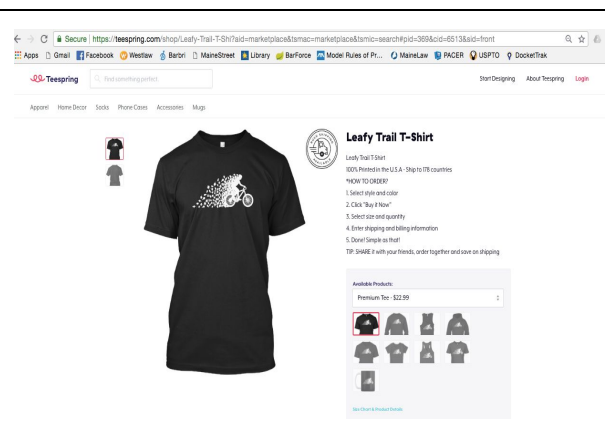 Secure https://teespring.com/shop/Leafy-Trail-T-Shi?aid=marketplace&tsmac=marketplace&tsmic=search#pid=369&cid=6513&sid=front
Apps Gmail Facebook Westlaw Barbri MaineStreet Library BarForce Model Rules of Pr... MaineLaw PACER USPTO DocketTrak
Teespring Find something perfect Start Designing About Teespring Login
Apparel Home Decor Socks Phone Cases Accessories Mugs
Leafy Trail T-Shirt
Leafy Trail T-Shirt
100% Printed in the U.S.A - Ship to 178 countries
*HOW TO ORDER?
1. Select style and color
2. Click "Buy it Now"
3. Select size and quantity
4. Enter shipping and billing information
5. Done! Simple as that!
TIP: SHARE it with your friends, order together and save on shipping
Available Products:
Premium Tee - $22.99
Size Chart & Product Details